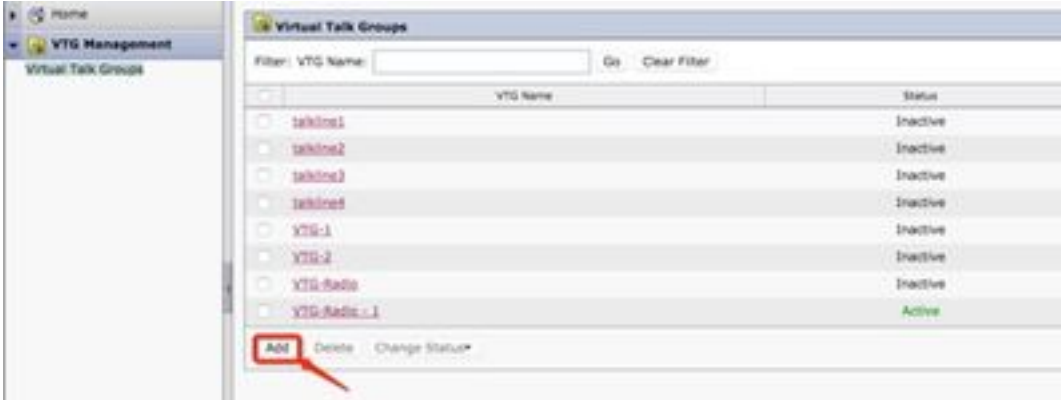 Home
VTG Management
Virtual Talk Groups
Virtual Talk Groups
Filter: VTG Name: Go Clear Filter
VTG Name Status
talkline1 Inactive
talkline2 Inactive
talkline3 Inactive
talkline4 Inactive
VTG-1 Inactive
VTG-2 Inactive
VTG-Radio Inactive
VTG-Radio - 1 Active
Add Delete Change Status